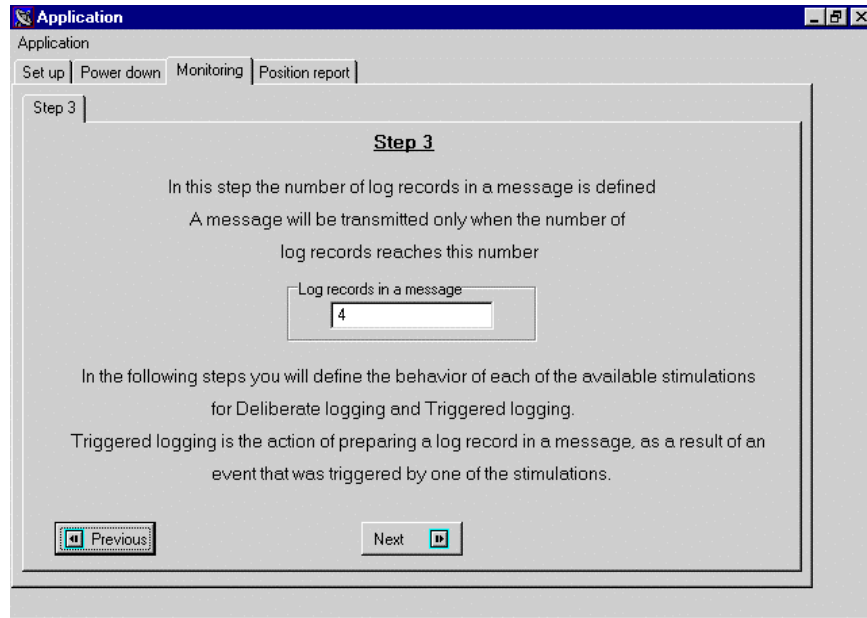 Application
Application
Set up
Power down
Monitoring
Position report
Step 3
Step 3
In this step the number of log records in a message is defined
A message will be transmitted only when the number of
log records reaches this number
Log records in a message
4
In the following steps you will define the behavior of each of the available stimulations
for Deliberate logging and Triggered logging.
Triggered logging is the action of preparing a log record in a message, as a result of an
event that was triggered by one of the stimulations.
Previous
Next